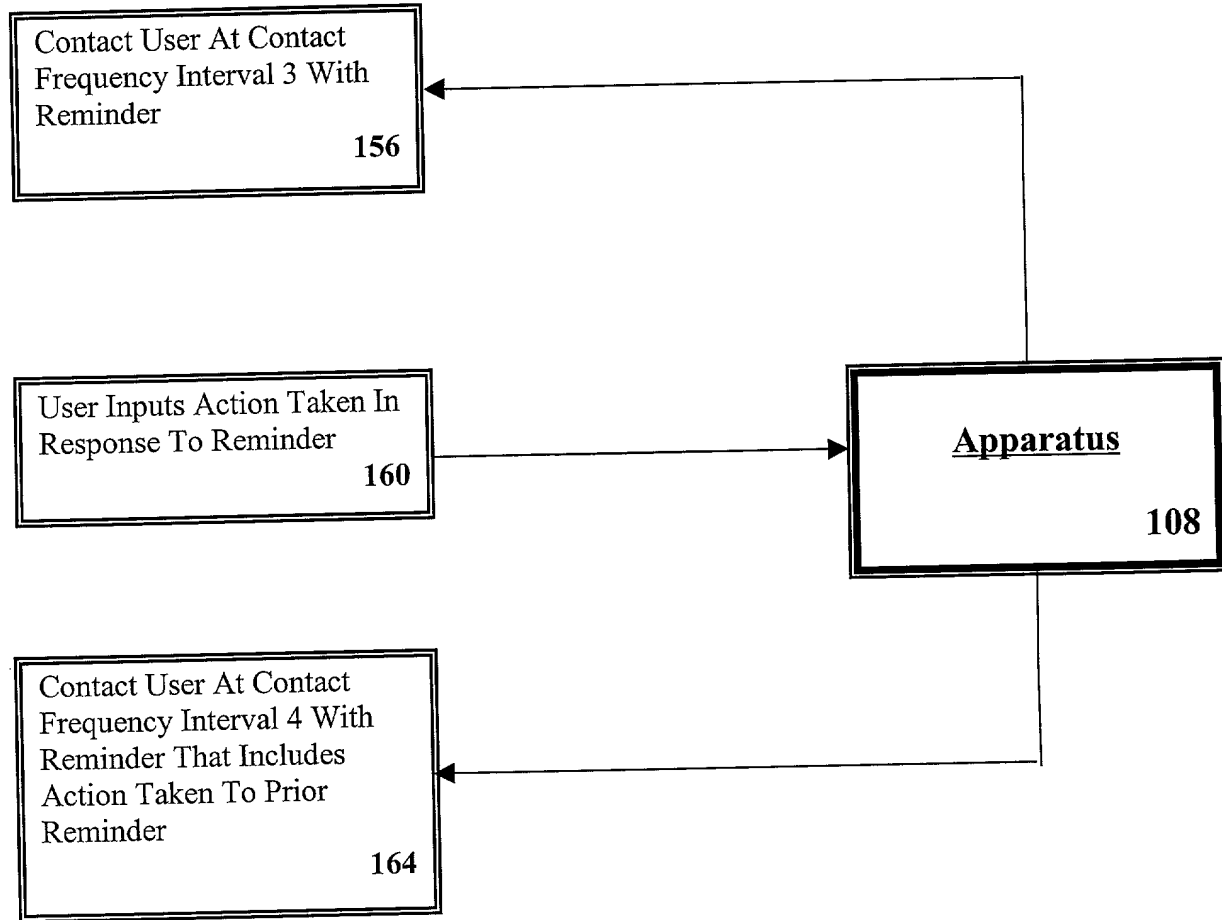 Contact User At Contact
Frequency Interval 3 With
Reminder
156
User Inputs Action Taken In
Response To Reminder
160
Apparatus
108
Contact User At Contact
Frequency Interval 4 With
Reminder That Includes
Action Taken To Prior
Reminder
164